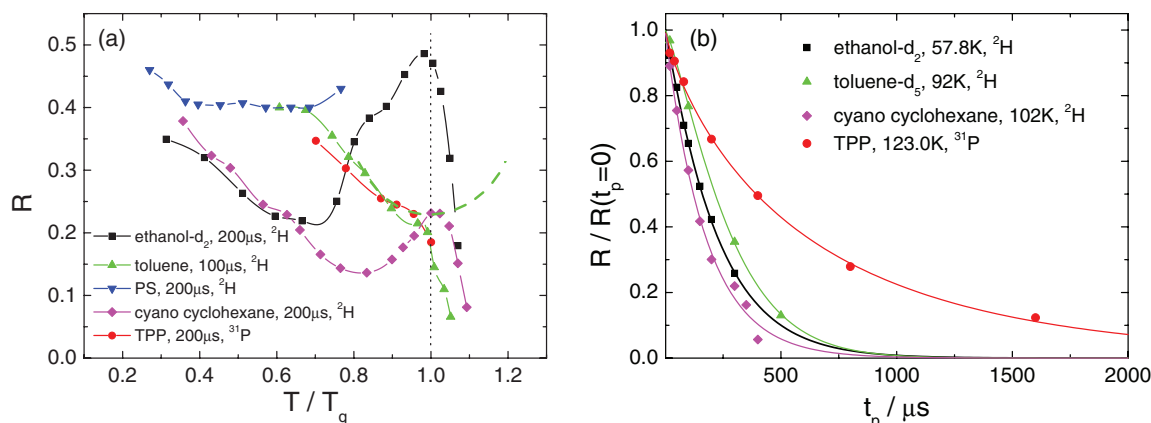 (a)
0.5
0.4
0.3
0.2
0.1
0.0
R
ethanol-d₂, 200μs, ²H
toluene, 100μs, ²H
PS, 200μs, ²H
cyano cyclohexane, 200μs, ²H
TPP, 200μs, ³¹P
0.2 0.4 0.6 0.8 1.0 1.2
T / Tg
(b)
1.0
0.8
0.6
0.4
0.2
0.0
R / R(tₚ=0)
ethanol-d₂, 57.8K, ²H
toluene-d₅, 92K, ²H
cyano cyclohexane, 102K, ²H
TPP, 123.0K, ³¹P
500 1000 1500 2000
tₚ / μs